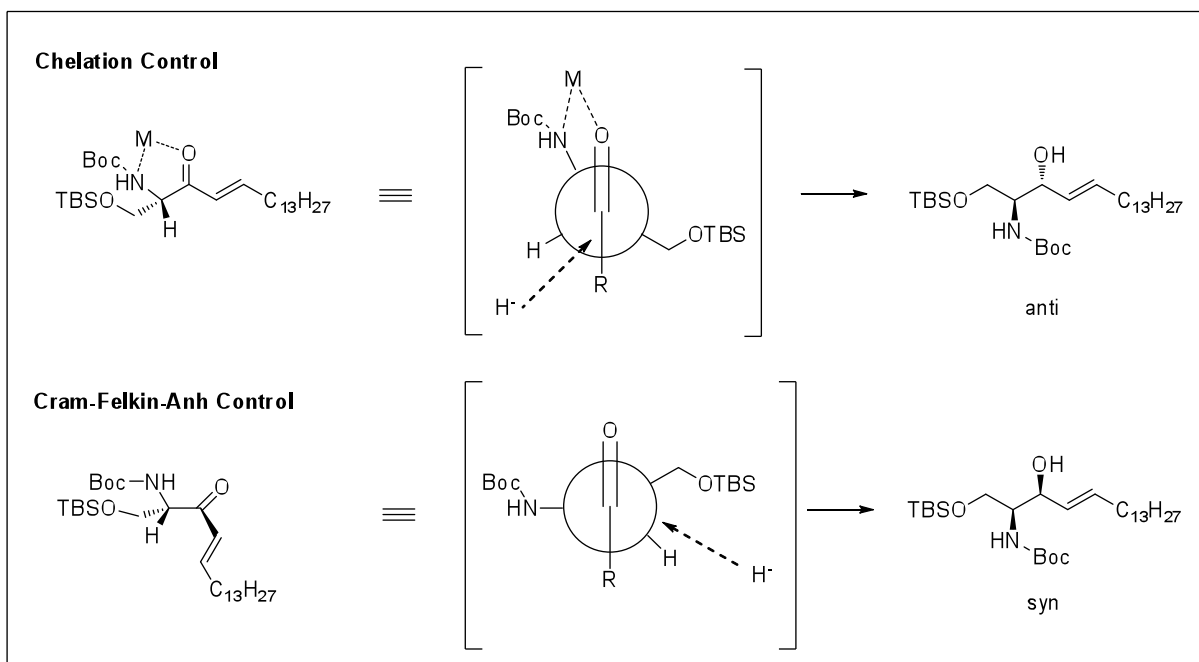 Chelation Control
M
Boc
HN
O
TBSO
H
C13H27
M
Boc
HN
O
H
OTBS
R
H-
OH
TBSO
C13H27
HN
Boc
anti
Cram-Felkin-Anh Control
Boc
NH
O
TBSO
H
C13H27
O
Boc
HN
OTBS
H
R
H-
OH
TBSO
C13H27
HN
Boc
syn